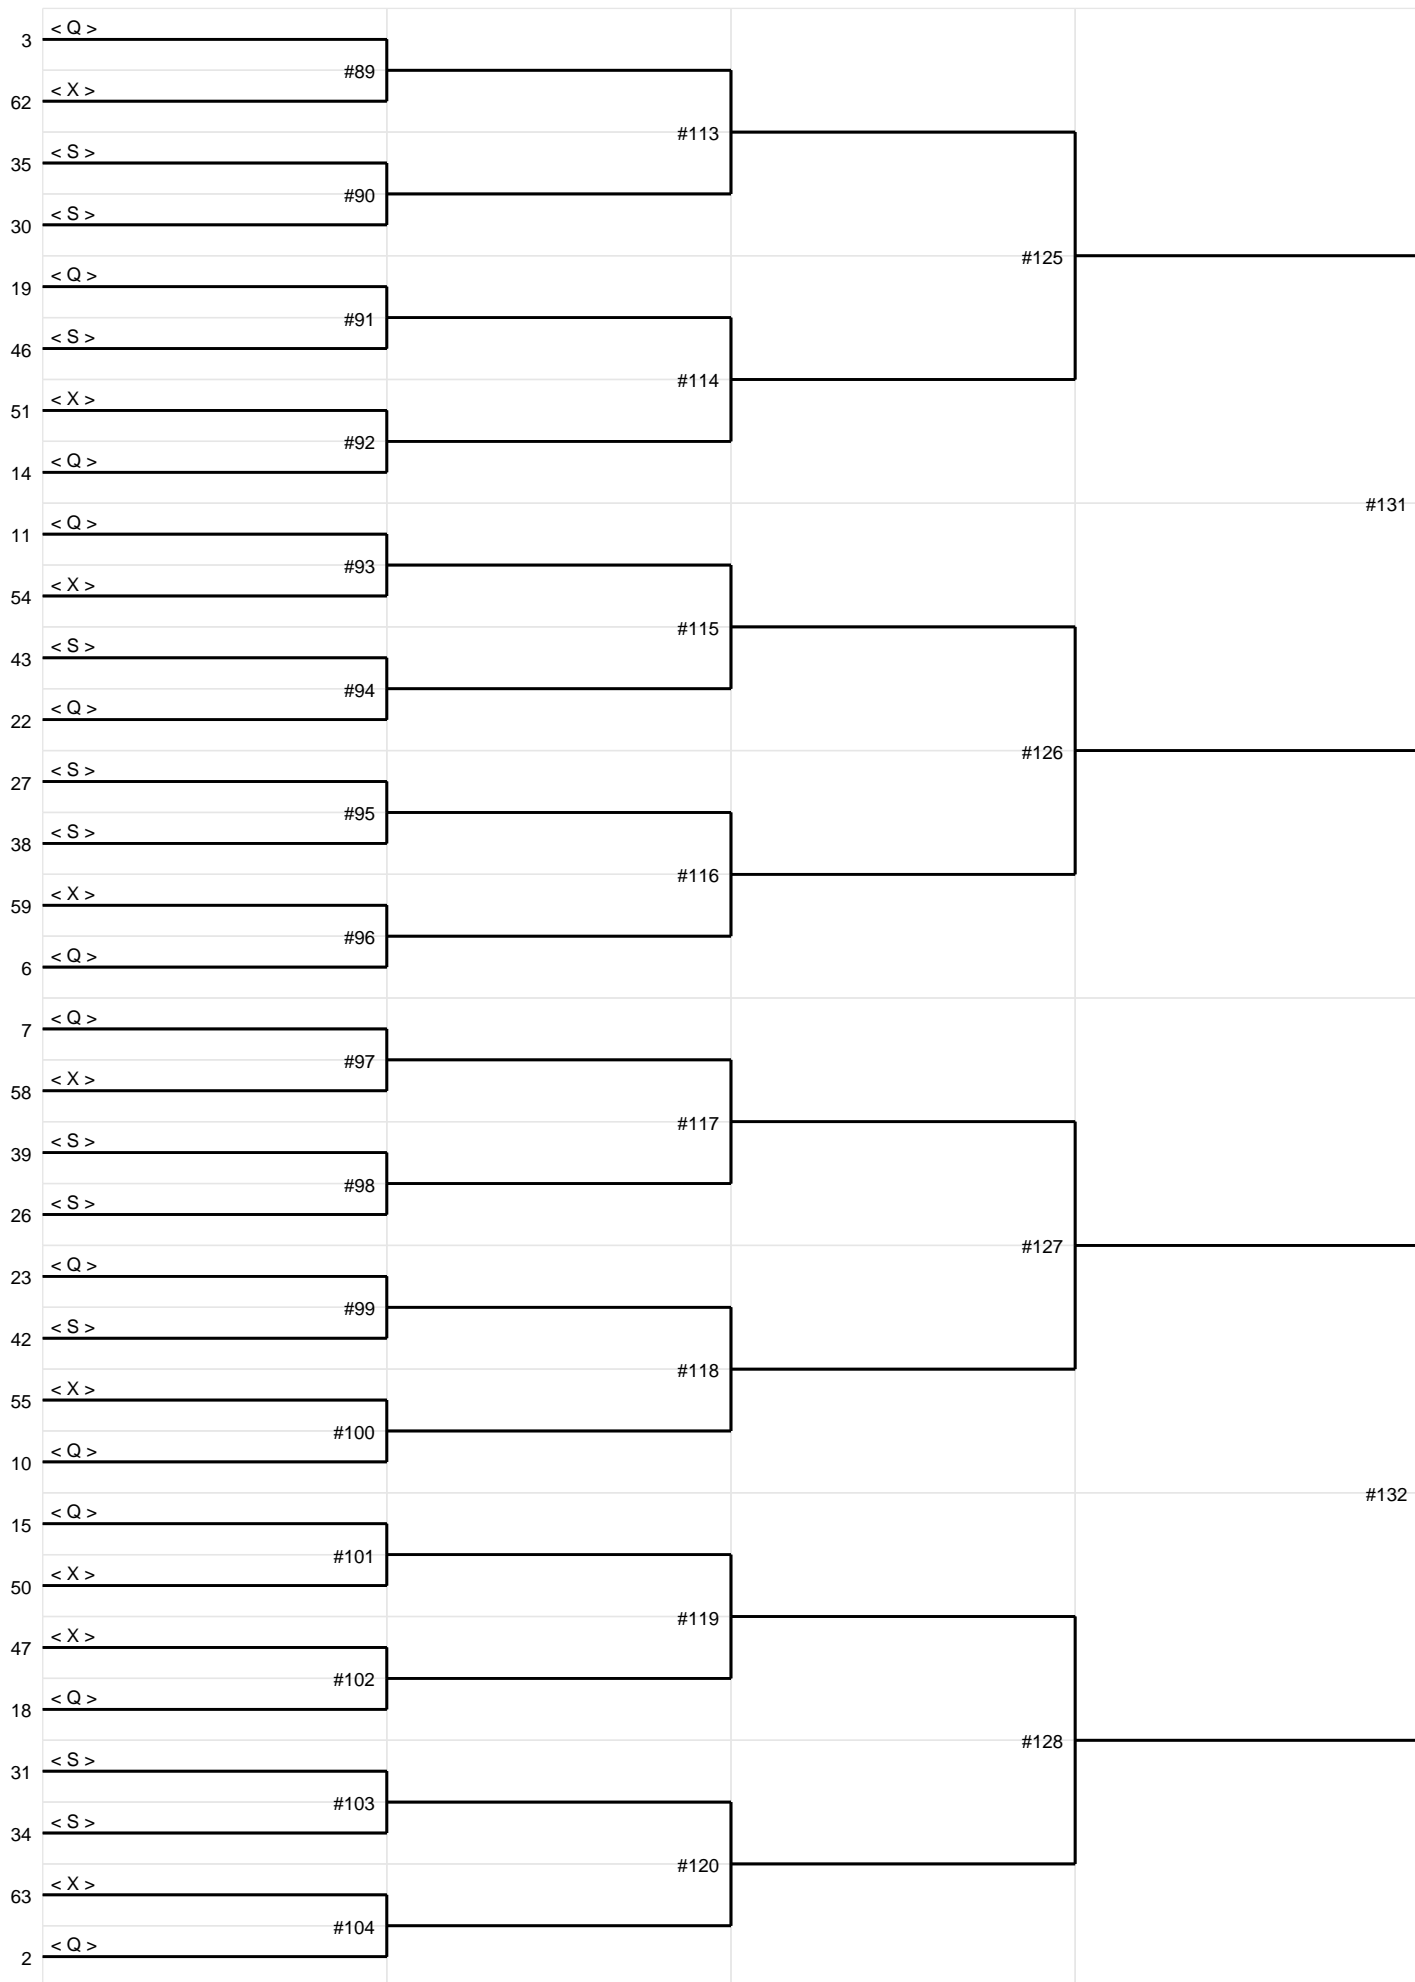 < Q >
3
#89
< X >
62
#113
< S >
35
#90
< S >
30
#125
< Q >
19
#91
< S >
46
#114
< X >
51
#92
< Q >
14
#131
< Q >
11
#93
< X >
54
#115
< S >
43
#94
< Q >
22
#126
< S >
27
#95
< S >
38
#116
< X >
59
#96
< Q >
6
< Q >
7
#97
< X >
58
#117
< S >
39
#98
< S >
26
#127
< Q >
23
#99
< S >
42
#118
< X >
55
#100
< Q >
10
#132
< Q >
15
#101
< X >
50
#119
< X >
47
#102
< Q >
18
#128
< S >
31
#103
< S >
34
#120
< X >
63
#104
< Q >
2